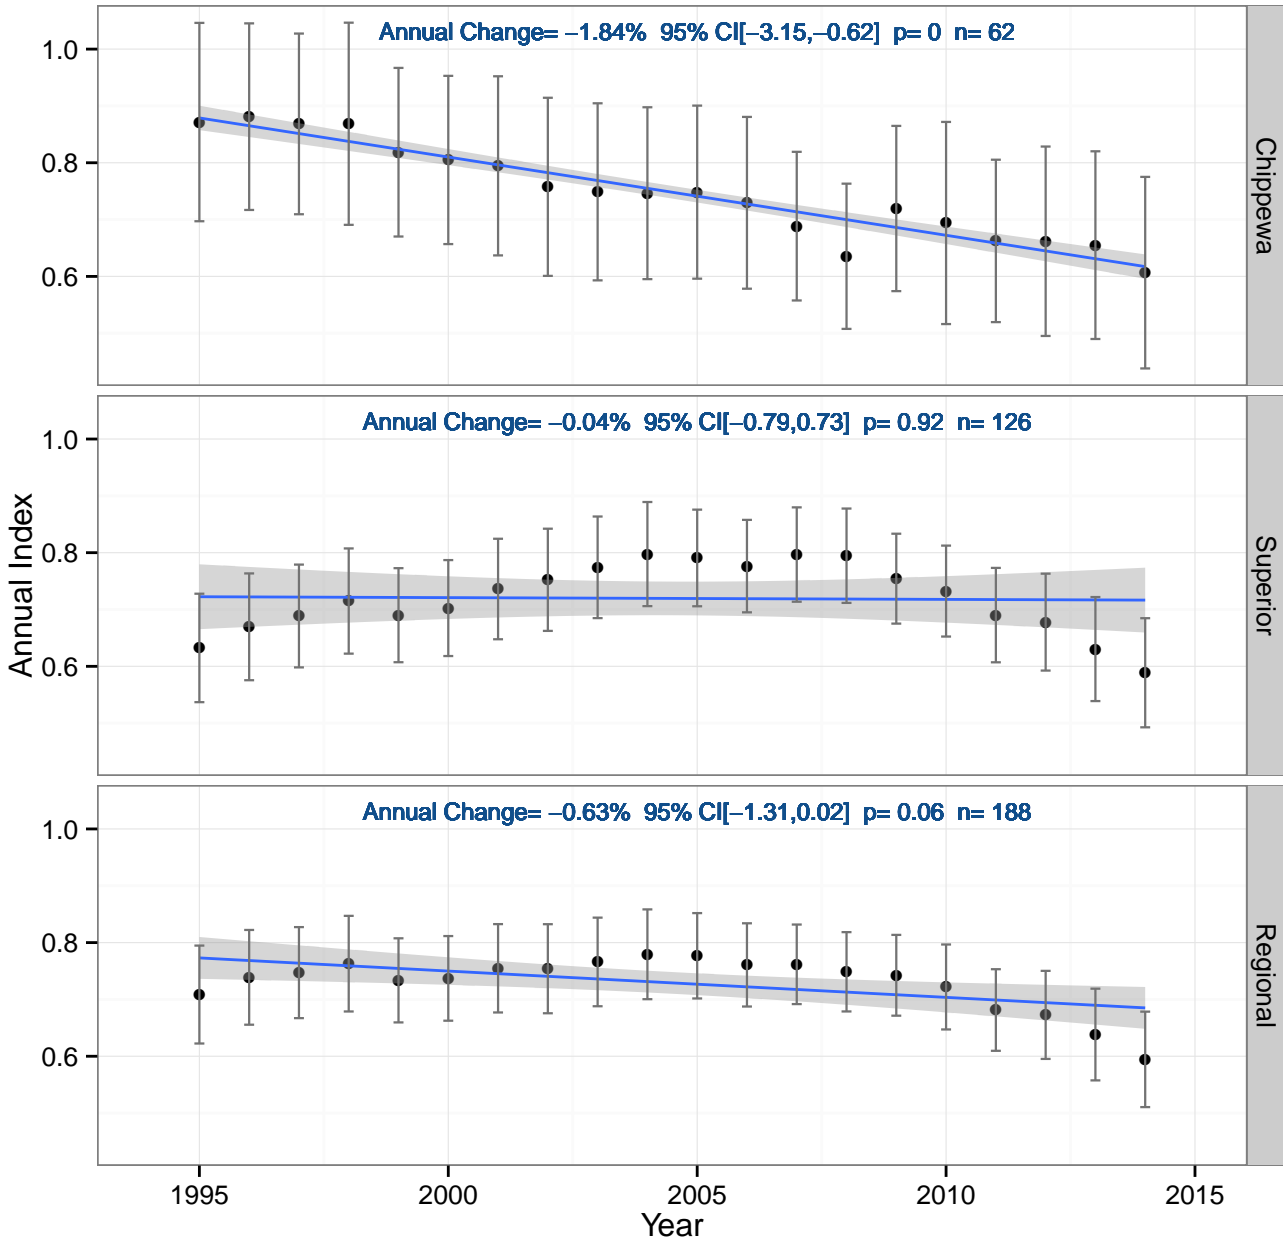 Annual Change= −1.84%  95% CI[−3.15,−0.62]  p= 0  n= 62
1.0
0.8
0.6
Chippewa
Annual Change= −0.04%  95% CI[−0.79,0.73]  p= 0.92  n= 126
1.0
0.8
0.6
Superior
Annual Index
Annual Change= −0.63%  95% CI[−1.31,0.02]  p= 0.06  n= 188
1.0
0.8
0.6
Regional
1995 2000 2005 2010 2015
Year